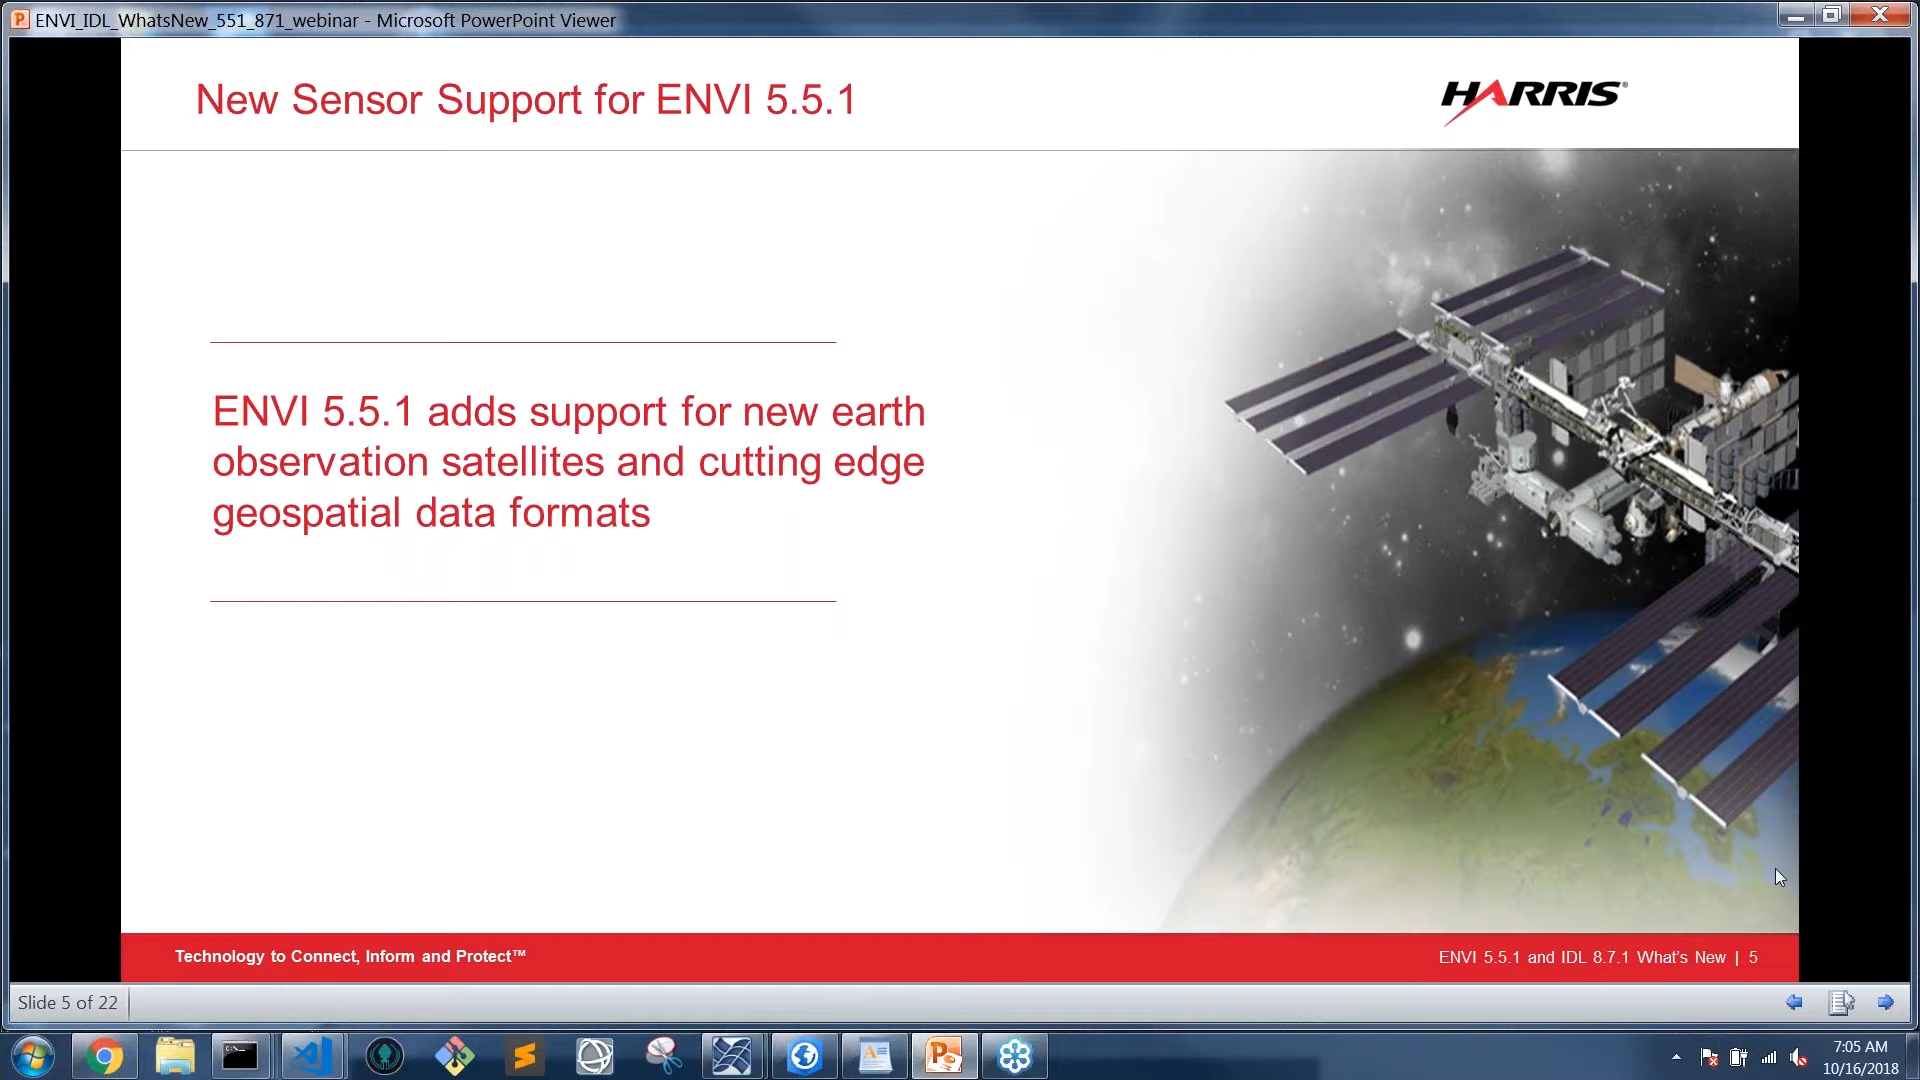 ENVI_IDL_WhatsNew_551_871_webinar - Microsoft PowerPoint Viewer
New Sensor Support for ENVI 5.5.1
HARRIS®
ENVI 5.5.1 adds support for new earth
observation satellites and cutting edge
geospatial data formats
Technology to Connect, Inform and Protect™
ENVI 5.5.1 and IDL 8.7.1 What's New | 5
Slide 5 of 22
7:05 AM
10/16/2018